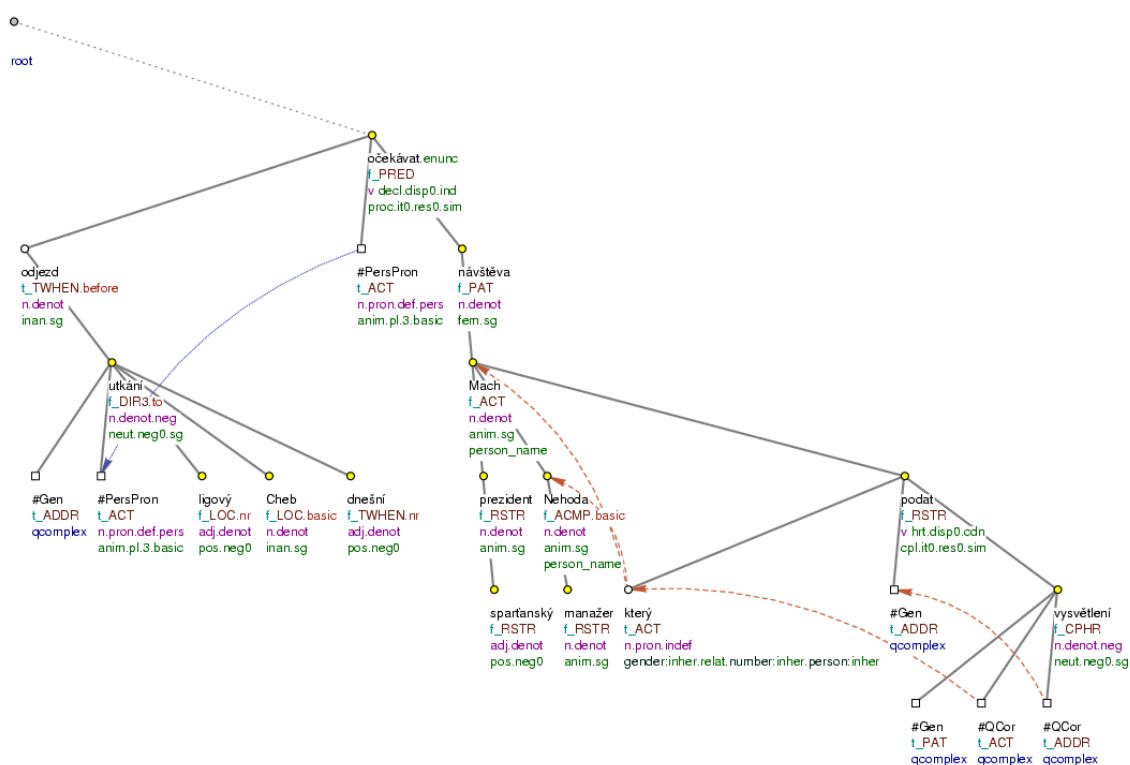 root
očekávat.enunc
f_PRED
v decl.disp0.ind
proc.it0.res0.sim
odjezd
t_TWHEN.before
n.denot
inan.sg
#PersPron
t_ACT
n.pron.def.pers
anim.pl.3.basic
návštěva
f_PAT
n.denot
fem.sg
utkání
f_DIR3.to
n.denot.neg
neut.neg0.sg
Mach
f_ACT
n.denot
anim.sg
person_name
#Gen
t_ADDR
qcomplex
#PersPron
t_ACT
n.pron.def.pers
anim.pl.3.basic
ligový
f_LOC.nr
adj.denot
pos.neg0
Cheb
f_LOC.basic
n.denot
inan.sg
dnešní
f_TWHEN.nr
adj.denot
pos.neg0
prezident
f_RSTR
n.denot
anim.sg
Nehoda
f_ACMP.basic
n.denot
anim.sg
person_name
podat
f_RSTR
v hrt.disp0.cdn
cpl.it0.res0.sim
sparťanský
f_RSTR
adj.denot
pos.neg0
manažer
f_RSTR
n.denot
anim.sg
který
t_ACT
n.pron.indef
gender:inher.relat.number:inher.person:inher
#Gen
t_ADDR
qcomplex
vysvětlení
f_CPHR
n.denot.neg
neut.neg0.sg
#Gen
t_PAT
qcomplex
#QCor
t_ACT
qcomplex
#QCor
t_ADDR
qcomplex